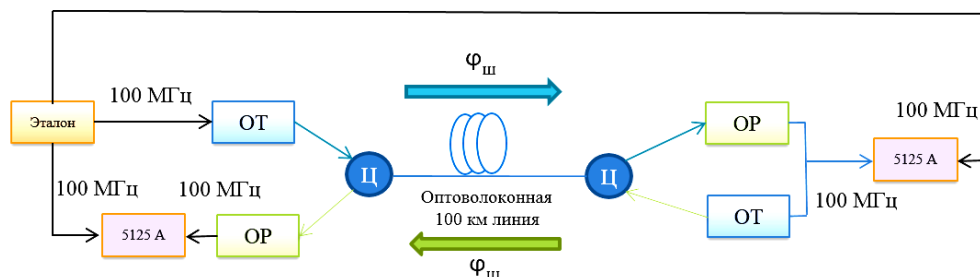 φш
100 МГц
100 МГц
Эталон
ОТ
ОР
5125 А
Ц
Ц
100 МГц
100 МГц
Оптоволоконная
100 км линия
100 МГц
5125 А
ОР
ОТ
φш